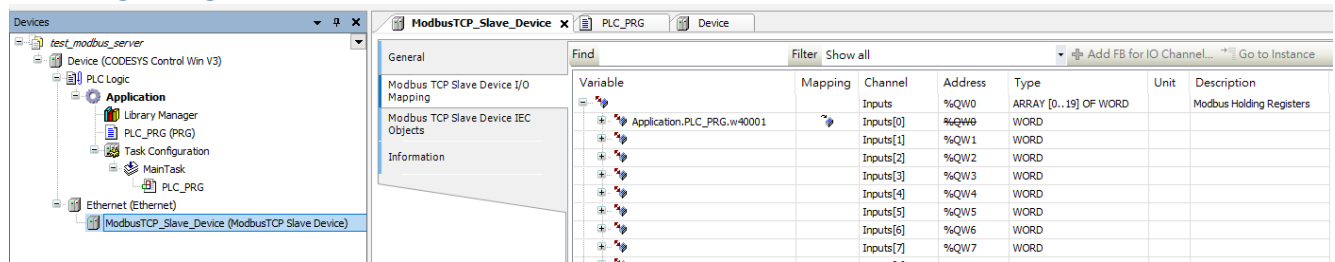 Devices
test_modbus_server
Device (CODESYS Control Win V3)
PLC Logic
Application
Library Manager
PLC_PRG (PRG)
Task Configuration
MainTask
PLC_PRG
Ethernet (Ethernet)
ModbusTCP_Slave_Device (ModbusTCP Slave Device)
ModbusTCP_Slave_Device PLC_PRG Device
General
Modbus TCP Slave Device I/O
Mapping
Modbus TCP Slave Device IEC
Objects
Information
Find Filter Show all Add FB for IO Channel... Go to Instance
Variable Mapping Channel Address Type Unit Description
Inputs %QW0 ARRAY [0..19] OF WORD Modbus Holding Registers
Application.PLC_PRG.w40001 Inputs[0] %QW0 WORD
Inputs[1] %QW1 WORD
Inputs[2] %QW2 WORD
Inputs[3] %QW3 WORD
Inputs[4] %QW4 WORD
Inputs[5] %QW5 WORD
Inputs[6] %QW6 WORD
Inputs[7] %QW7 WORD